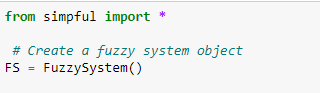 from simpful import *
# Create a fuzzy system object
FS = FuzzySystem()